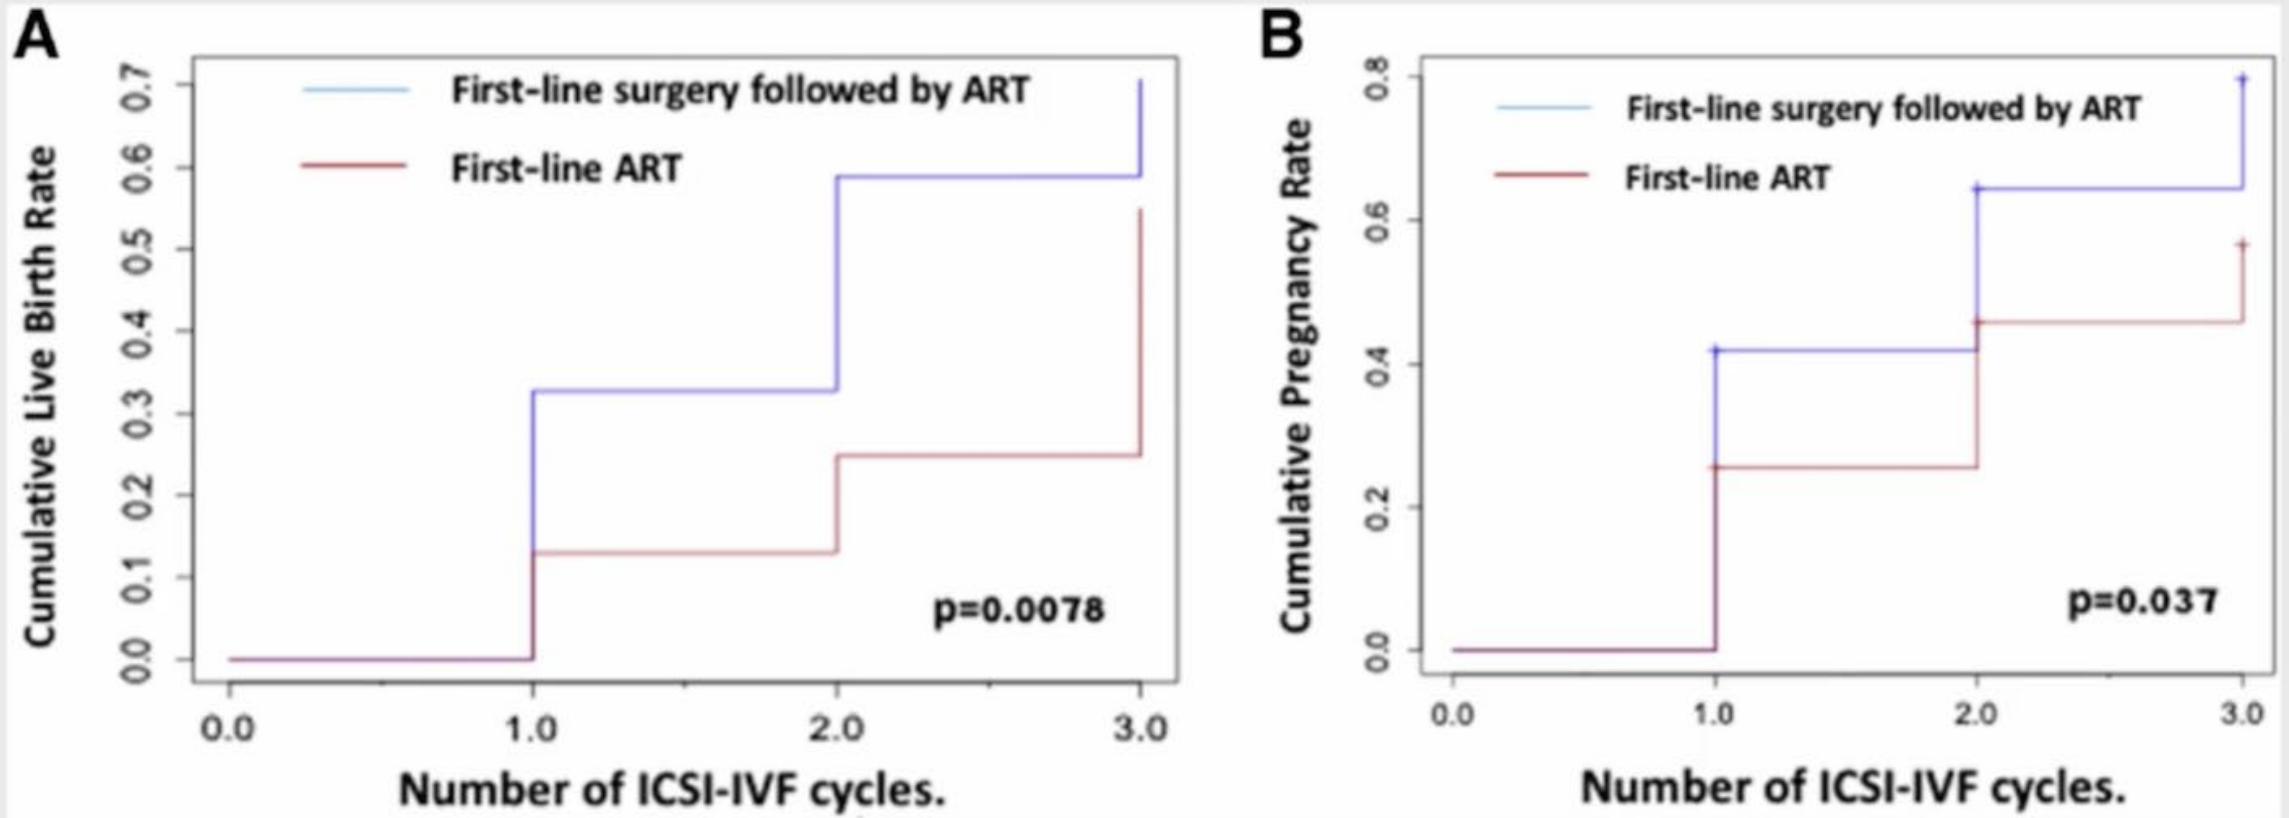 A
Cumulative Live Birth Rate
0.7
0.6
0.5
0.4
0.3
0.2
0.1
0.0
First-line surgery followed by ART
First-line ART
p=0.0078
0.0 1.0 2.0 3.0
Number of ICSI-IVF cycles.
B
Cumulative Pregnancy Rate
0.8
0.6
0.4
0.2
0.0
First-line surgery followed by ART
First-line ART
p=0.037
0.0 1.0 2.0 3.0
Number of ICSI-IVF cycles.